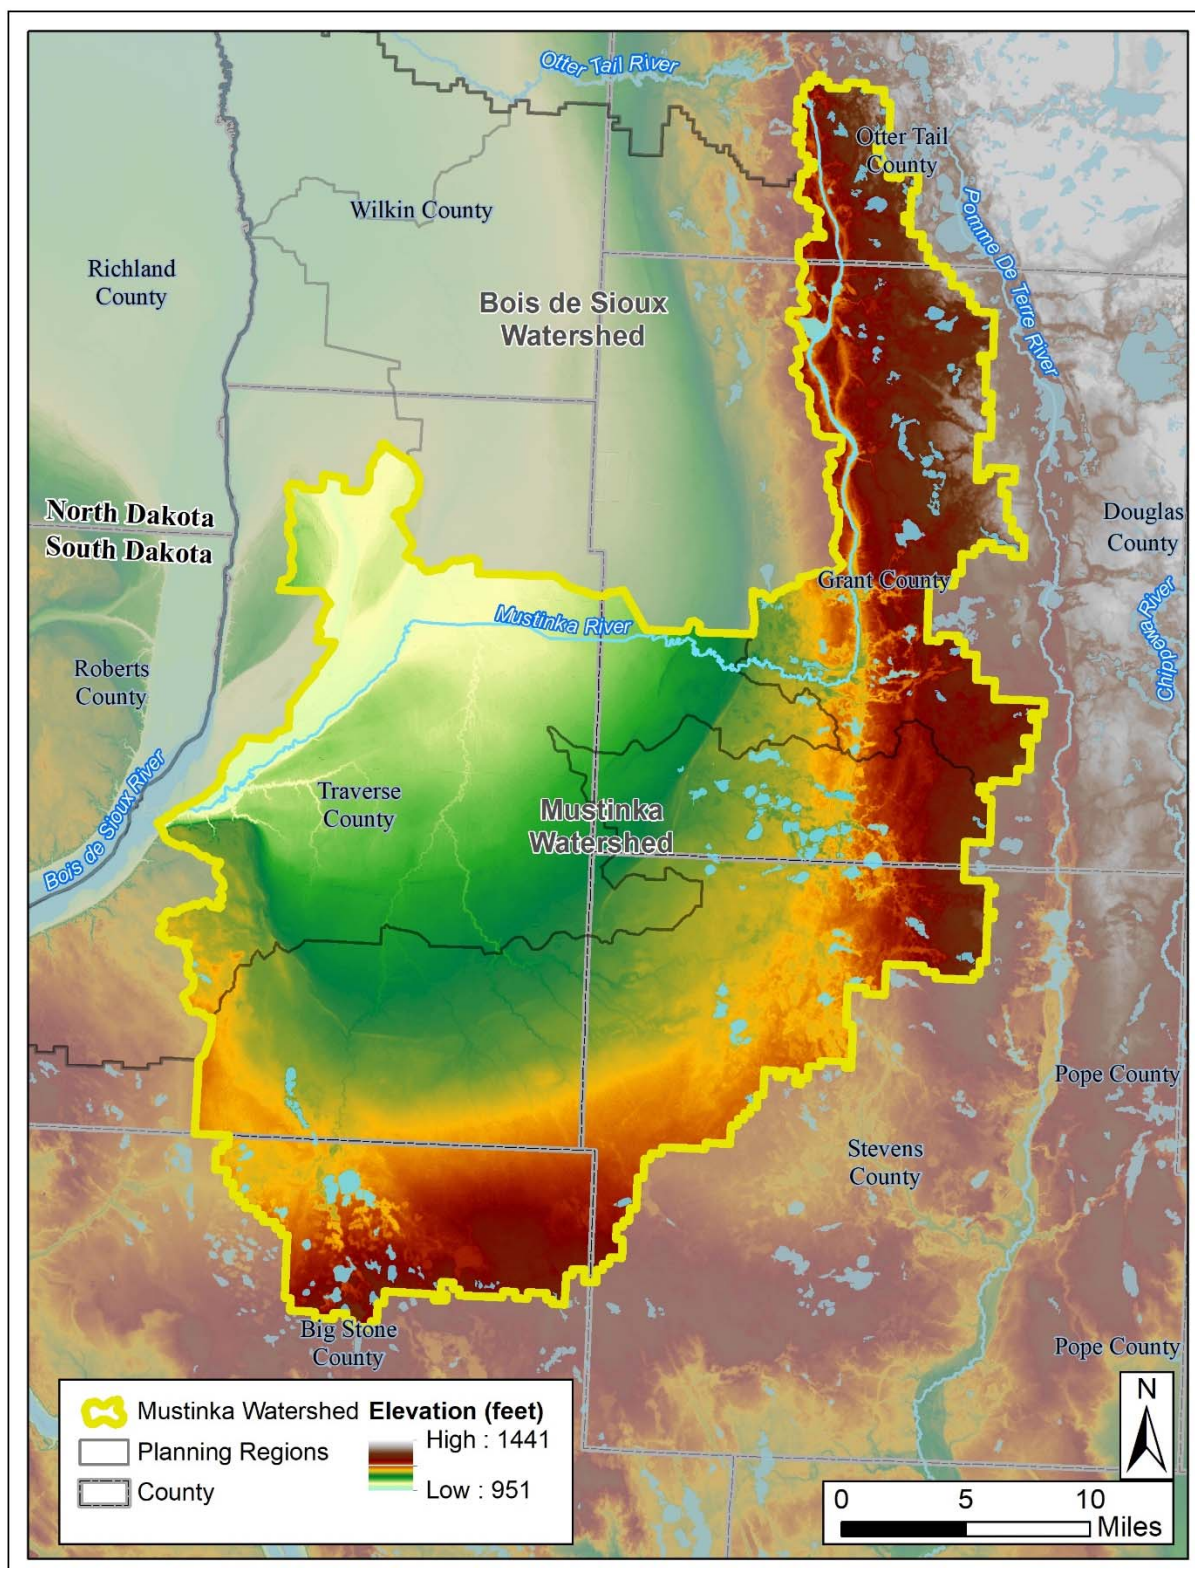 Otter Tail River
Otter Tail
County
Wilkin County
Pomme De Terre River
Richland
County
Bois de Sioux
Watershed
North Dakota
South Dakota
Douglas
County
Grant County
Mustinka River
Chippewa River
Roberts
County
Traverse
County
Mustinka
Watershed
Bois de Sioux River
Pope County
Stevens
County
Big Stone
County
Pope County
Mustinka Watershed
Planning Regions
County
Elevation (feet)
High : 1441
Low : 951
N
0 5 10
Miles